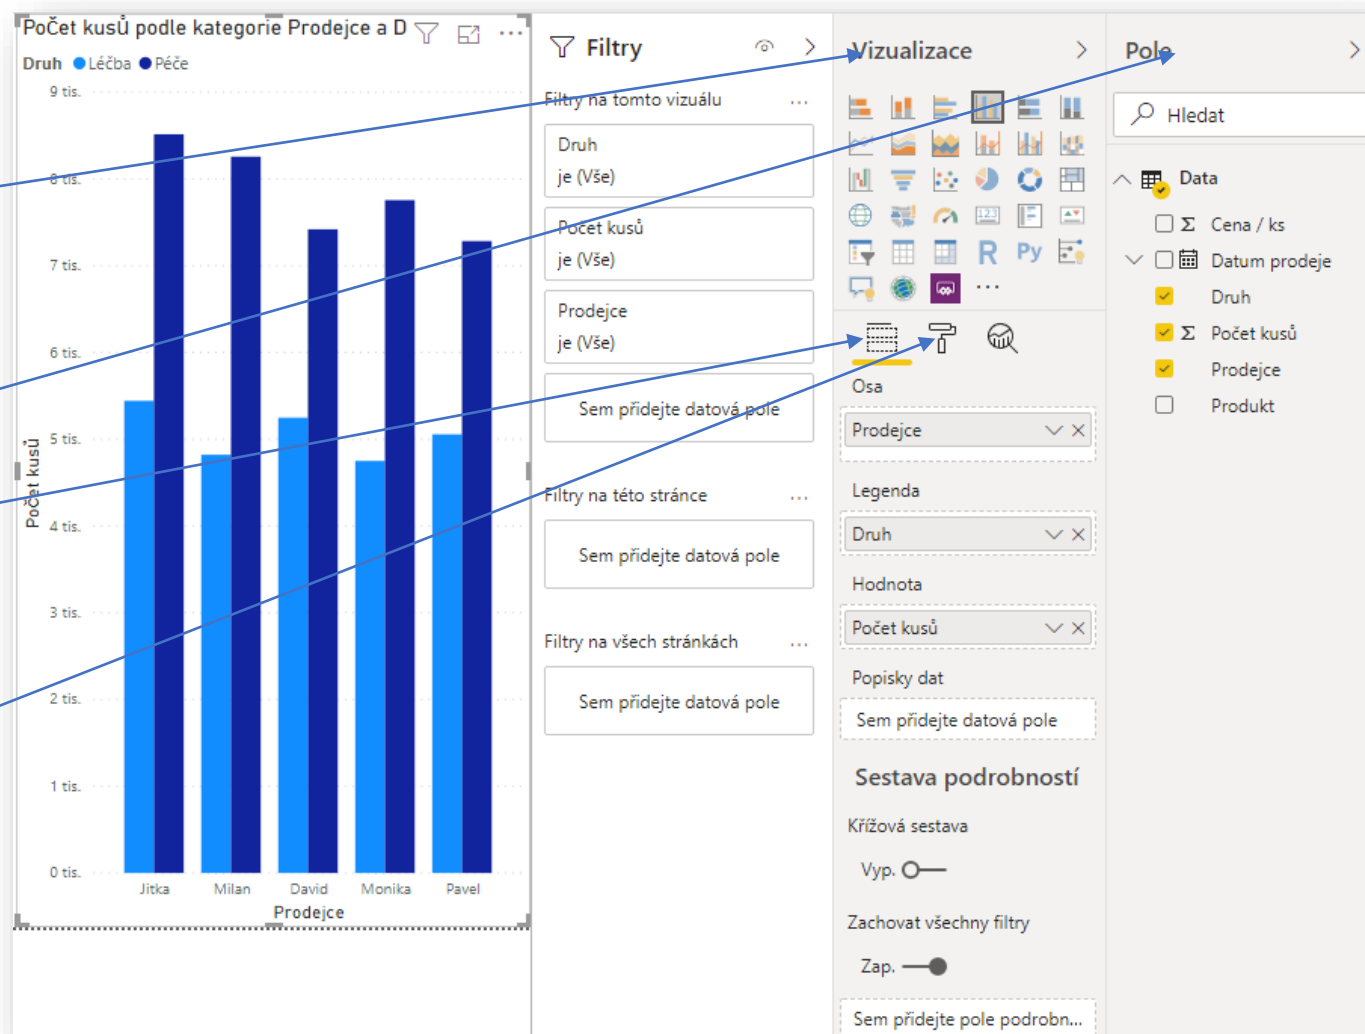 Počet kusů podle kategorie Prodejce a D
Druh Léčba Péče
9 tis.
8 tis.
7 tis.
6 tis.
5 tis.
4 tis.
3 tis.
2 tis.
1 tis.
0 tis.
Počet kusů
Jitka Milan David Monika Pavel
Prodejce
Filtry
Filtry na tomto vizuálu
Druh
je (Vše)
Počet kusů
je (Vše)
Prodejce
je (Vše)
Sem přidejte datová pole
Filtry na této stránce
Sem přidejte datová pole
Filtry na všech stránkách
Sem přidejte datová pole
Vizualizace
123
R Py
Osa
Prodejce
Legenda
Druh
Hodnota
Počet kusů
Popisky dat
Sem přidejte datová pole
Sestava podrobností
Křížová sestava
Vyp.
Zachovat všechny filtry
Zap.
Sem přidejte pole podrobn...
Pole
Hledat
Data
Σ Cena / ks
Datum prodeje
Druh
Σ Počet kusů
Prodejce
Produkt